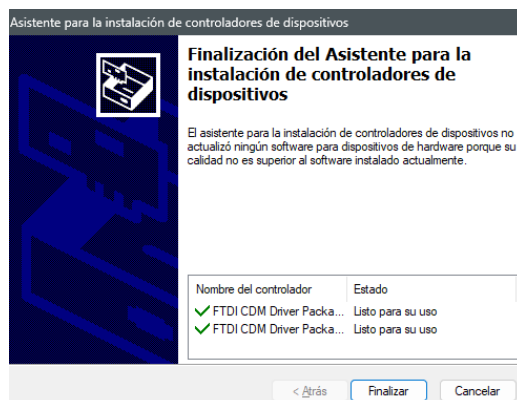 Asistente para la instalación de controladores de dispositivos
Finalización del Asistente para la
instalación de controladores de
dispositivos
El asistente para la instalación de controladores de dispositivos no
actualizó ningún software para dispositivos de hardware porque su
calidad no es superior al software instalado actualmente.
Nombre del controlador Estado
FTDI CDM Driver Packa... Listo para su uso
FTDI CDM Driver Packa... Listo para su uso
< Atrás Finalizar Cancelar